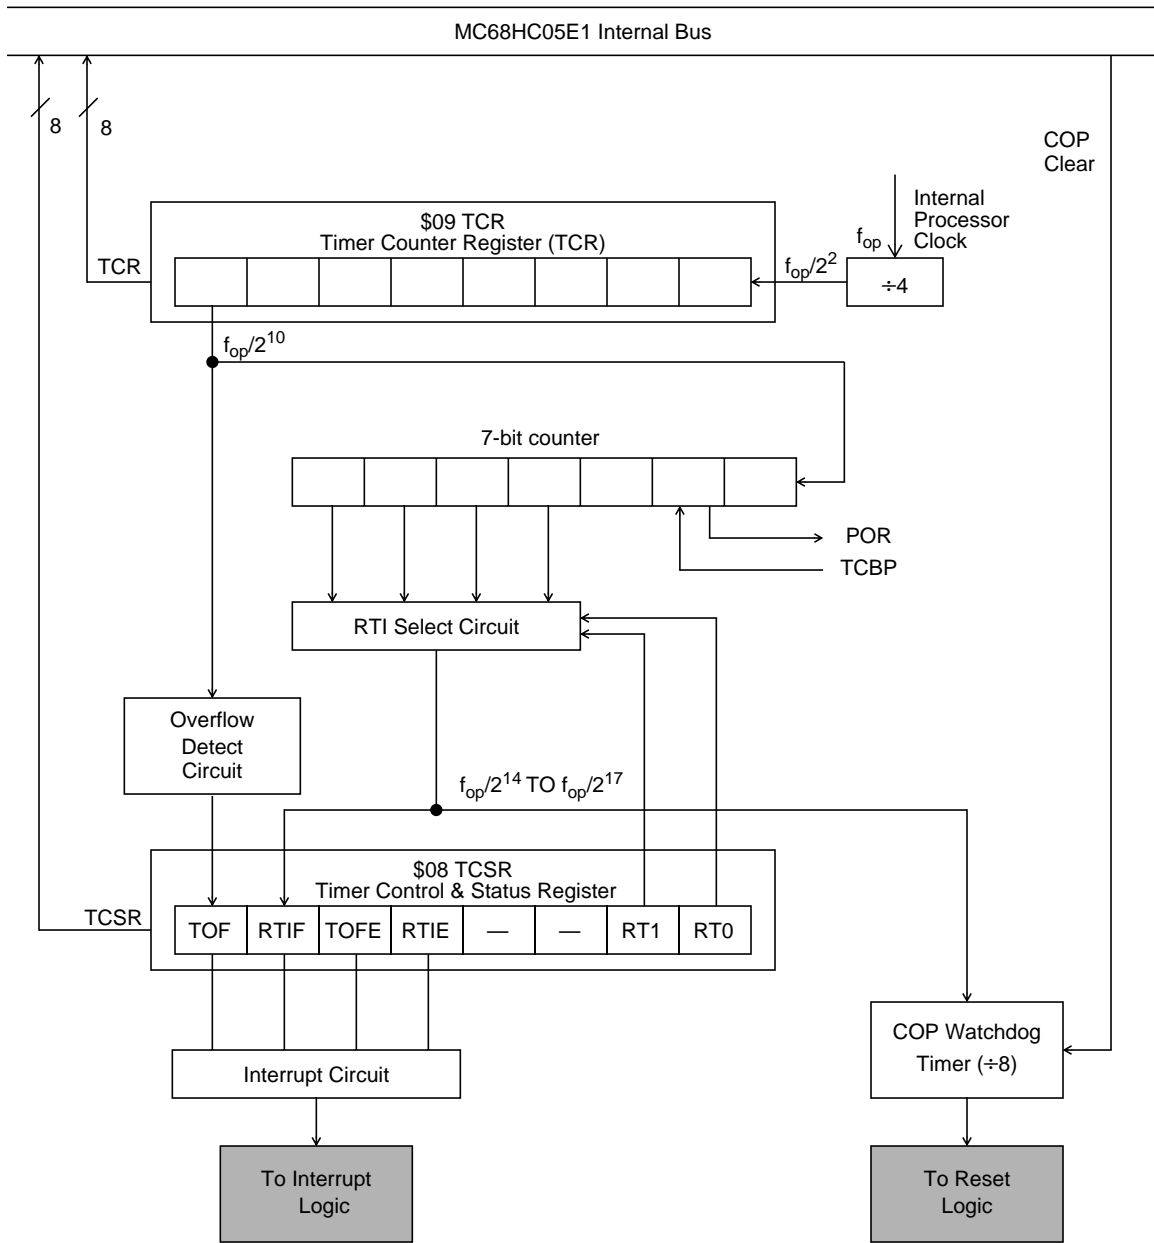 MC68HC05E1 Internal Bus
8
8
COP
Clear
Internal
Processor
Clock
$09 TCR
Timer Counter Register (TCR)
f_op
TCR
f_op/2^2
÷4
f_op/2^10
7-bit counter
POR
TCBP
RTI Select Circuit
Overflow
Detect
Circuit
f_op/2^14 TO f_op/2^17
$08 TCSR
Timer Control & Status Register
TCSR
TOF RTIF TOFE RTIE — — RT1 RT0
COP Watchdog
Timer (÷8)
Interrupt Circuit
To Interrupt
Logic
To Reset
Logic